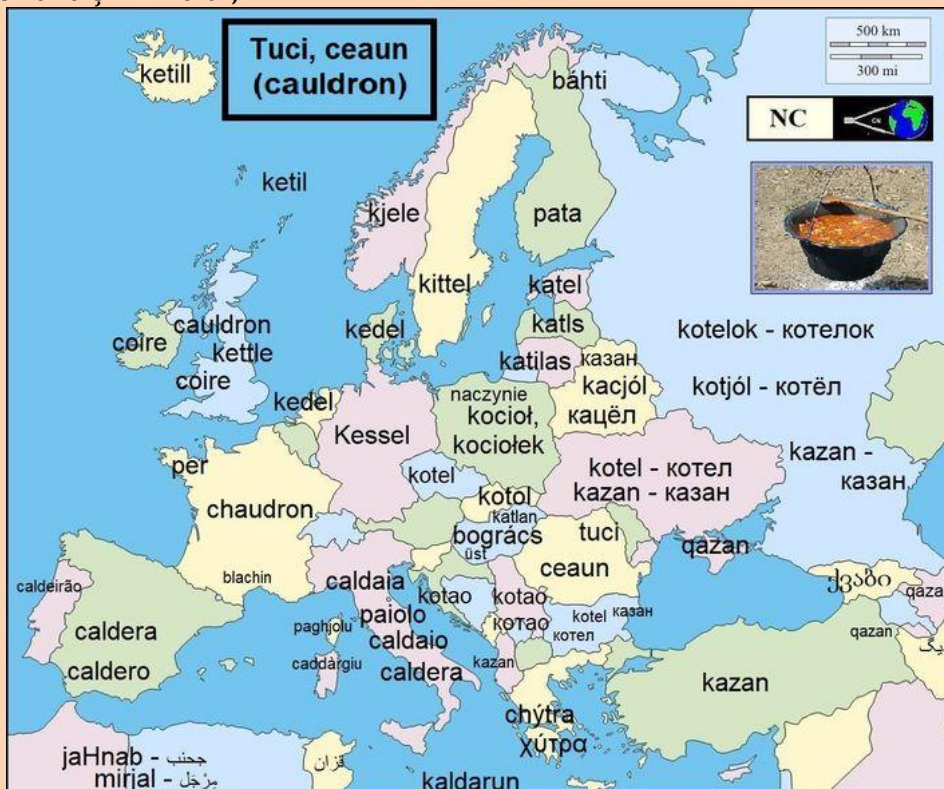 Tuci, ceaun
(cauldron)
500 km
300 mi
NC
ketill
báhti
ketil
kjele
pata
kittel
katel
cauldron
kettle
coire
coire
kedel
katls
kotelok - котелок
katilas
казан
kacjól
кацёл
kotjól - котёл
kedel
Kessel
naczynie
kocioł,
kociołek
kazan -
казан
per
kotel
kotel - котел
kazan - казан
chaudron
kotol
katlan
bogrács
üst
tuci
ceaun
qazan
blachin
caldaia
ქვაბი
caldeirão
kotao
kotao
котао
kotel
казан
котел
caldera
caldero
paghjolu
paiolo
caldaio
caldera
caddàrgiu
kazan
qazan
kazan
chýtra
χύτρα
jaHnab - جحنب
mirjal - مِرْجَل
قزان
kaldarun